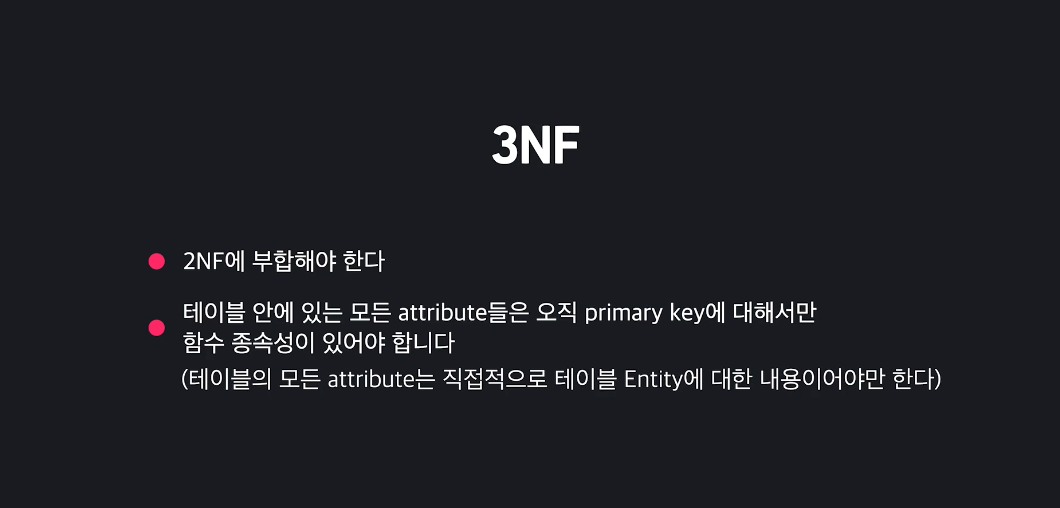 3NF
2NF에 부합해야 한다
테이블 안에 있는 모든 attribute들은 오직 primary key에 대해서만
함수 종속성이 있어야 합니다
(테이블의 모든 attribute는 직접적으로 테이블 Entity에 대한 내용이어야만 한다)